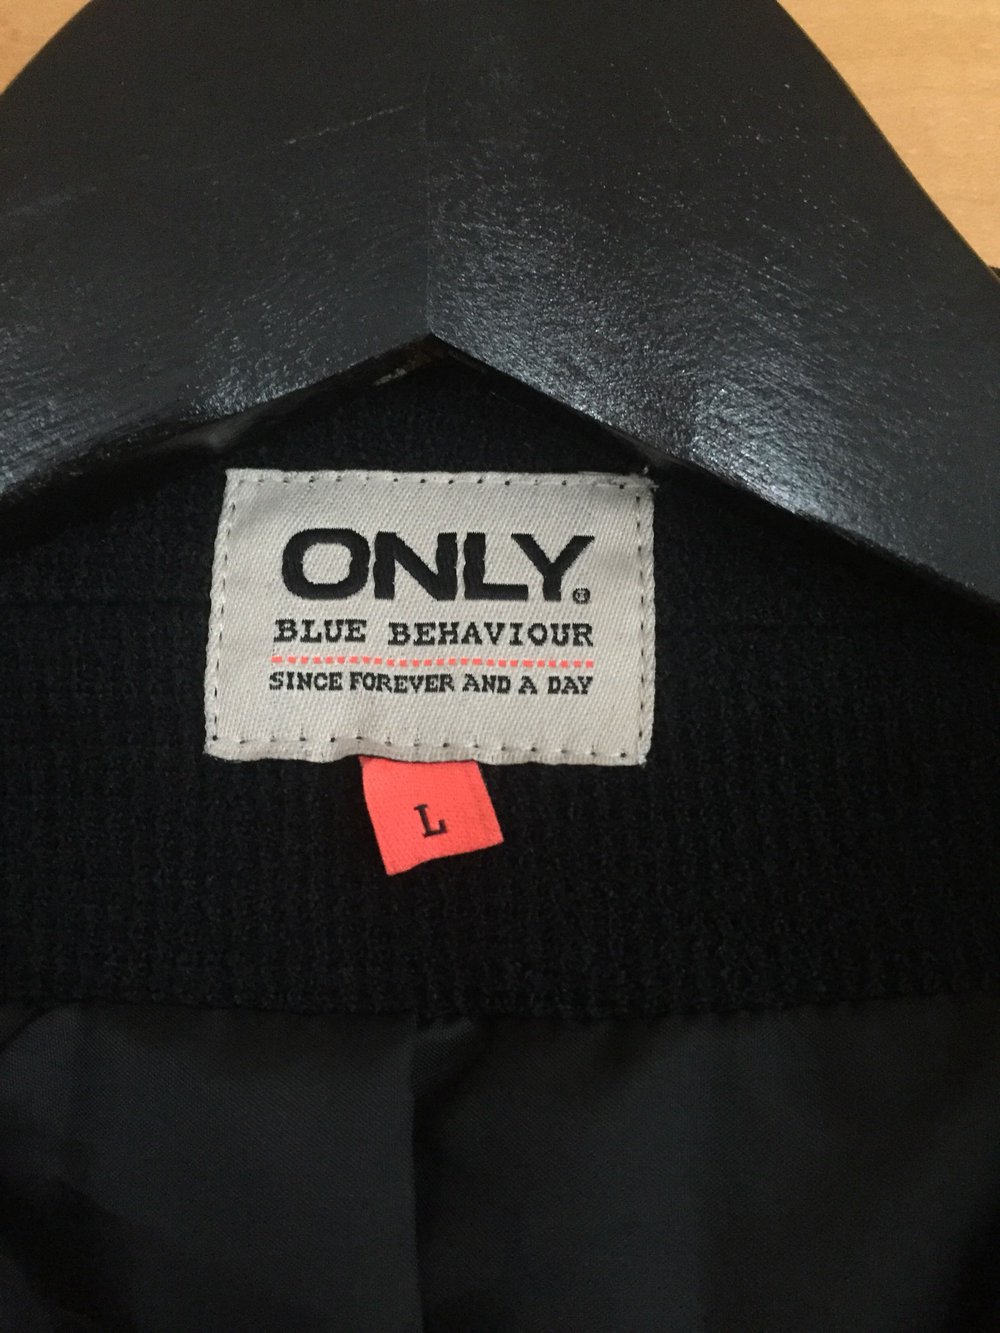 ONLY®
BLUE BEHAVIOUR
SINCE FOREVER AND A DAY
L